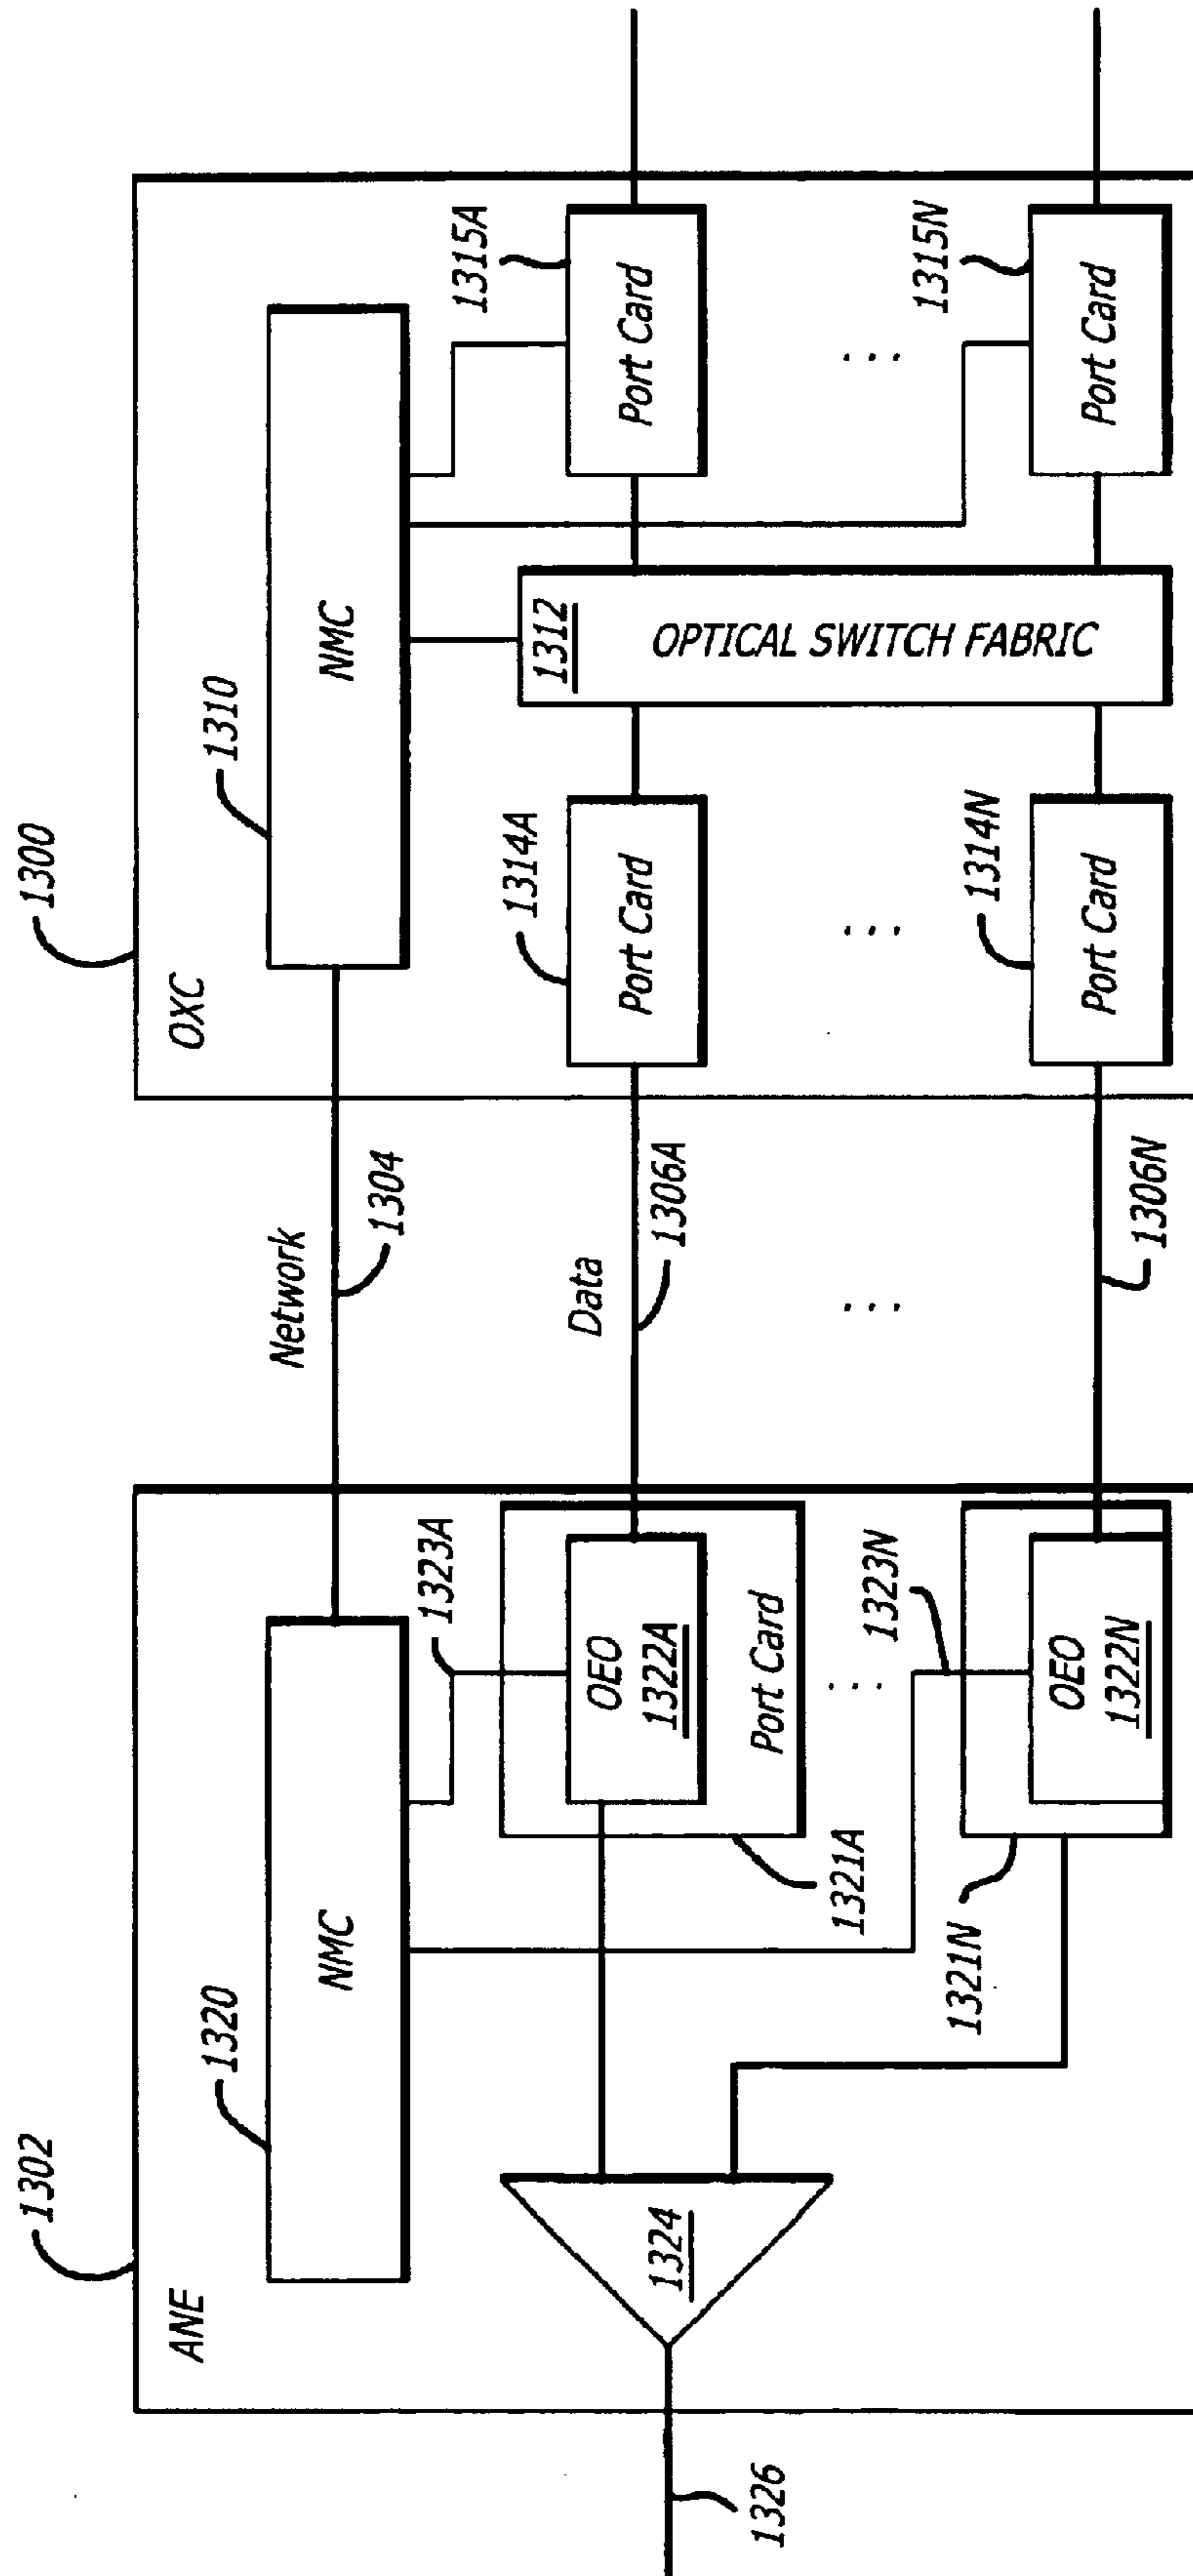 1302
ANE
1320
NMC
1323A
OEO
1322A
Port Card
1321A
. . .
1323N
OEO
1322N
1321N
1324
1326
Network
1304
Data
1306A
. . .
1306N
1300
OXC
1310
NMC
1314A
Port Card
. . .
1314N
Port Card
1312
OPTICAL SWITCH FABRIC
1315A
Port Card
. . .
1315N
Port Card